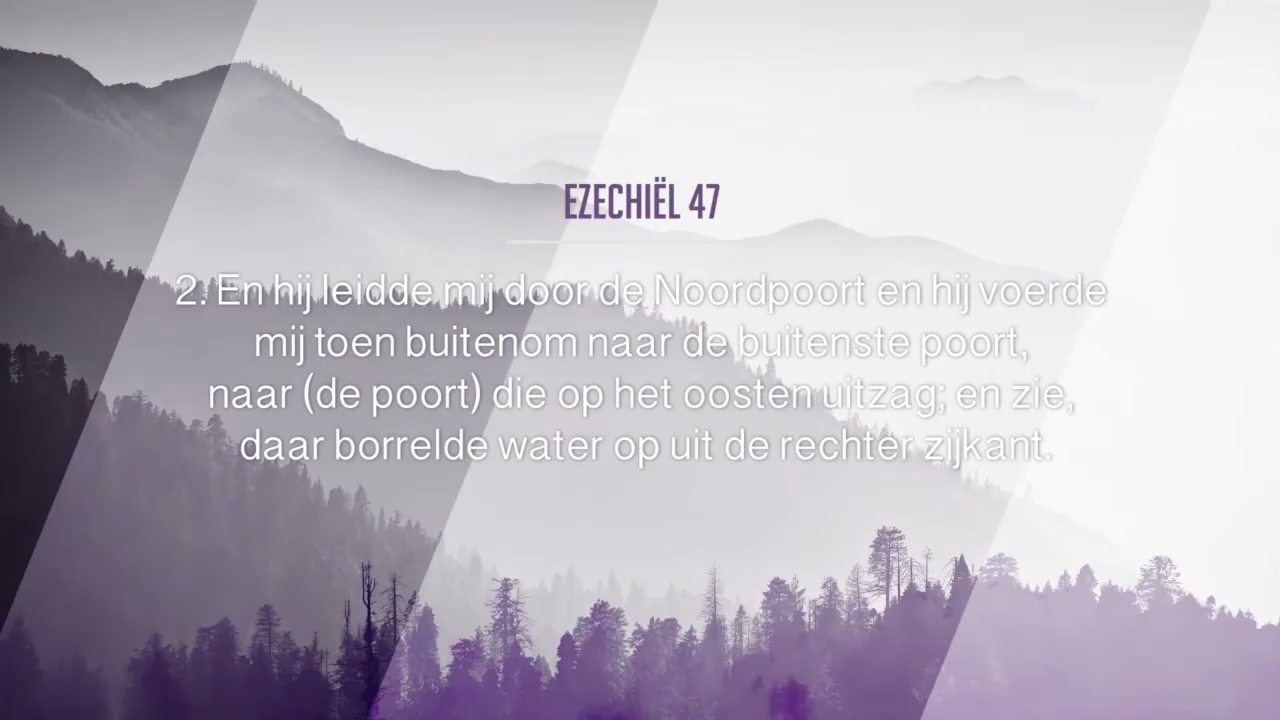 EZECHIËL 47
2. En hij leidde mij door de Noordpoort en hij voerde
mij toen buitenom naar de buitenste poort,
naar (de poort) die op het oosten uitzag; en zie,
daar borrelde water op uit de rechter zijkant.